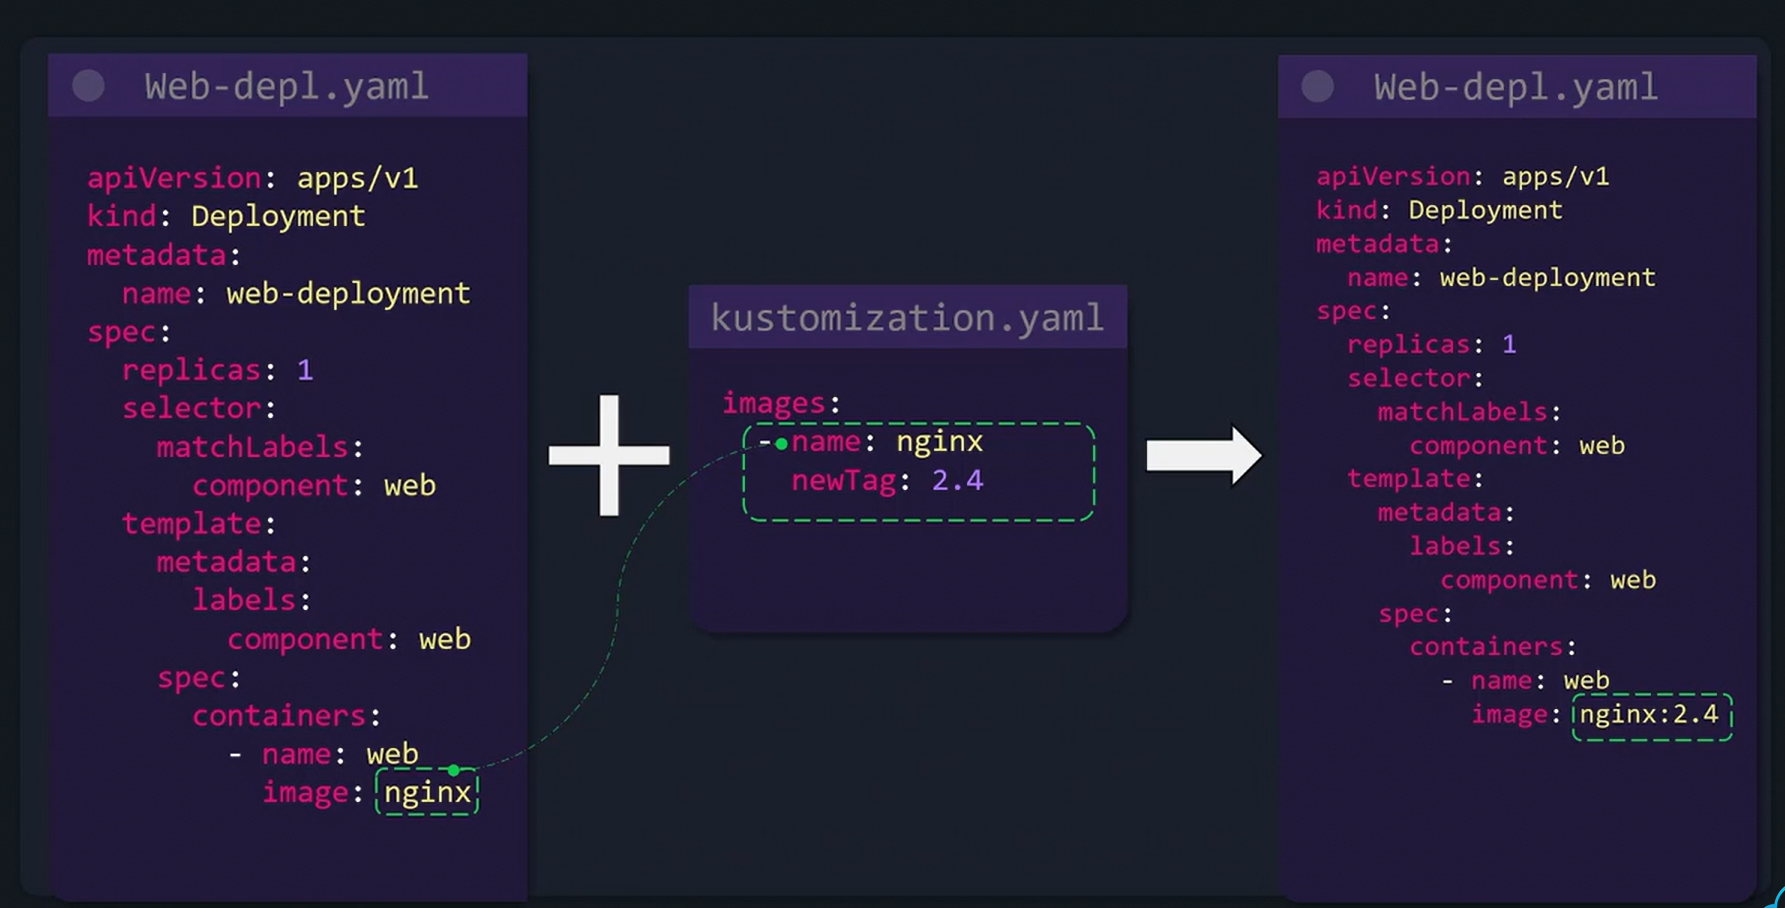 Web-depl.yaml
apiVersion: apps/v1
kind: Deployment
metadata:
  name: web-deployment
spec:
  replicas: 1
  selector:
    matchLabels:
      component: web
  template:
    metadata:
      labels:
        component: web
    spec:
      containers:
        - name: web
          image: nginx
kustomization.yaml
images:
  - name: nginx
    newTag: 2.4
Web-depl.yaml
apiVersion: apps/v1
kind: Deployment
metadata:
  name: web-deployment
spec:
  replicas: 1
  selector:
    matchLabels:
      component: web
  template:
    metadata:
      labels:
        component: web
    spec:
      containers:
        - name: web
          image: nginx:2.4